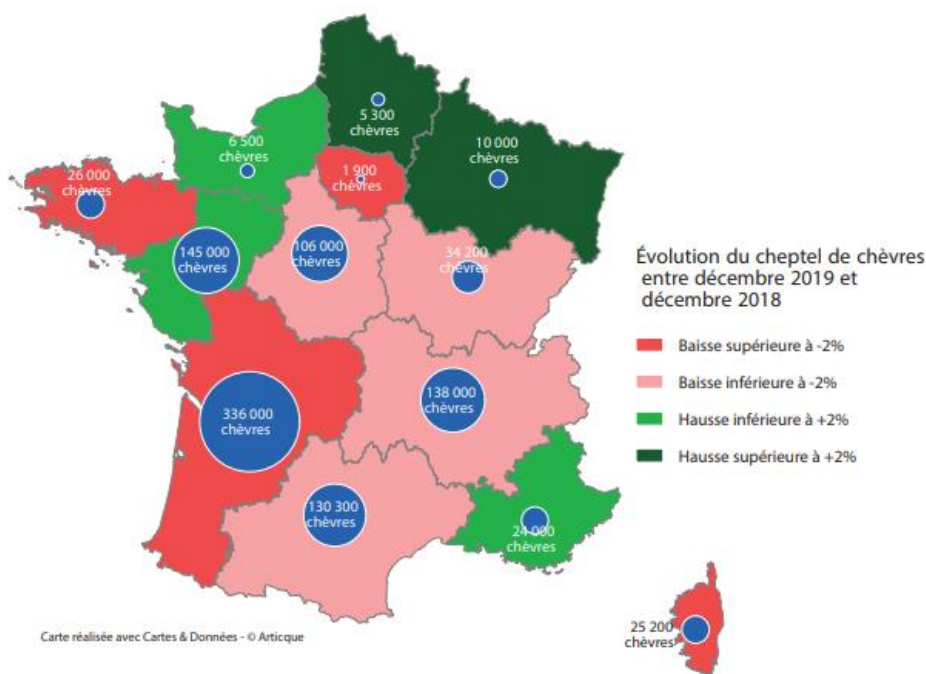 5 300
chèvres
6 500
chèvres
10 000
chèvres
1 900
chèvres
26 000
chèvres
145 000
chèvres
106 000
chèvres
34 200
chèvres
Évolution du cheptel de chèvres
entre décembre 2019 et
décembre 2018
Baisse supérieure à -2%
Baisse inférieure à -2%
Hausse inférieure à +2%
Hausse supérieure à +2%
336 000
chèvres
138 000
chèvres
130 300
chèvres
24 000
chèvres
25 200
chèvres
Carte réalisée avec Cartes & Données - © Articque